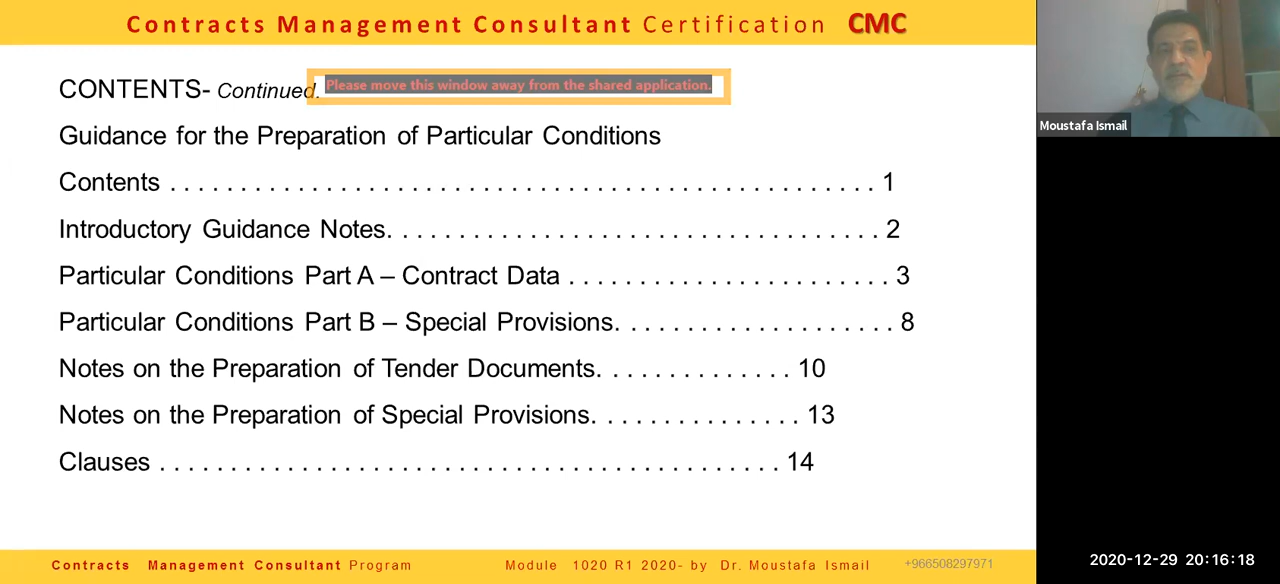 Contracts Management Consultant Certification CMC
CONTENTS- Continued.
Please move this window away from the shared application.
Guidance for the Preparation of Particular Conditions
Contents . . . . . . . . . . . . . . . . . . . . . . . . . . . . . . . . . . . . . . . . . . . . . . . . . . 1
Introductory Guidance Notes. . . . . . . . . . . . . . . . . . . . . . . . . . . . . . . . . . . 2
Particular Conditions Part A – Contract Data . . . . . . . . . . . . . . . . . . . . . . . 3
Particular Conditions Part B – Special Provisions. . . . . . . . . . . . . . . . . . . . 8
Notes on the Preparation of Tender Documents. . . . . . . . . . . . . . 10
Notes on the Preparation of Special Provisions. . . . . . . . . . . . . . . 13
Clauses . . . . . . . . . . . . . . . . . . . . . . . . . . . . . . . . . . . . . . . . . . . . 14
Contracts Management Consultant Program
Module 1020 R1 2020- by Dr. Moustafa Ismail
+966508297971
Moustafa Ismail
2020-12-29 20:16:18